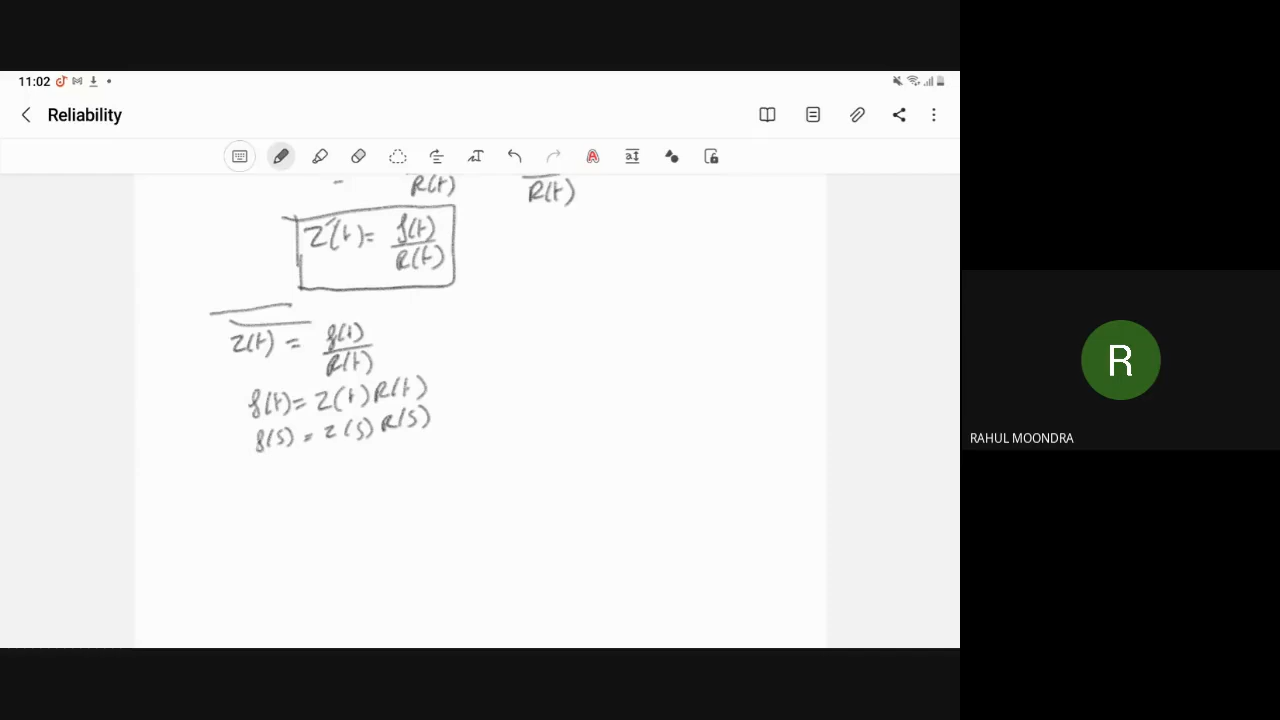 11:02
Reliability
- R(t) R(t)
Z(t) = f(t)
R(t)
Z(t) = f(t)
R(t)
f(t) = Z(t) R(t)
f(s) = Z(s) R(s)
R
RAHUL MOONDRA